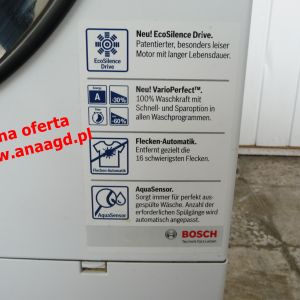 EcoSilence
Drive
Neu! EcoSilence Drive.
Patentierter, besonders leiser
Motor mit langer Lebensdauer.
A
-30%
-60%
Neu! VarioPerfect™.
100% Waschkraft mit
Schnell- und Sparoption in
allen Waschprogrammen.
Flecken-Automatik
Flecken-Automatik.
Entfernt gezielt die
16 schwierigsten Flecken.
AquaSensor
AquaSensor.
Sorgt immer für perfekt aus-
gespülte Wäsche. Anzahl der
erforderlichen Spülgänge wird
automatisch angepasst.
BOSCH
Technik fürs Leben
na oferta
w.anaagd.pl